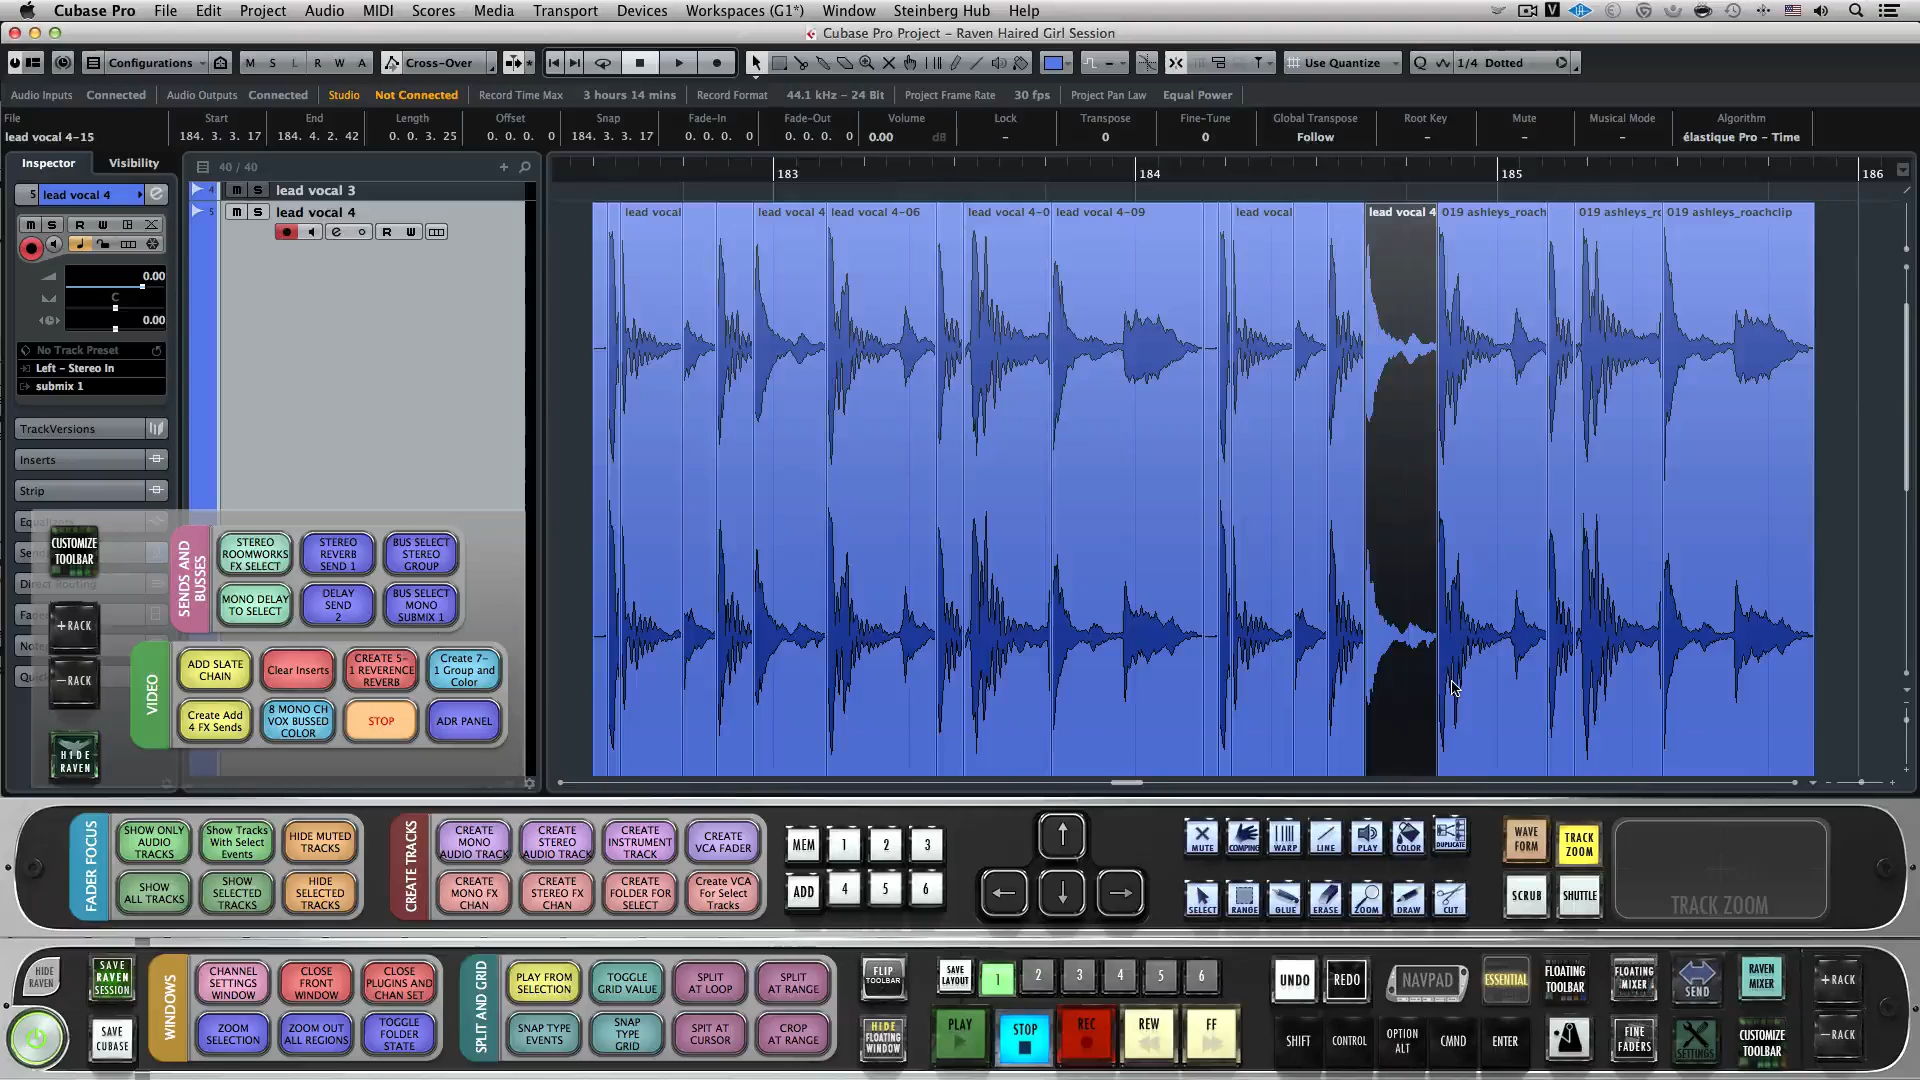 Cubase Pro File Edit Project Audio MIDI Scores Media Transport Devices Workspaces (G1*) Window Steinberg Hub Help
Cubase Pro Project – Raven Haired Girl Session
Configurations M S L R W A Cross-Over Use Quantize Q 1/4 Dotted
Audio Inputs Connected Audio Outputs Connected Studio Not Connected Record Time Max 3 hours 14 mins Record Format 44.1 kHz – 24 Bit Project Frame Rate 30 fps Project Pan Law Equal Power
File Start End Length Offset Snap Fade-In Fade-Out Volume Lock Transpose Fine-Tune Global Transpose Root Key Mute Musical Mode Algorithm
lead vocal 4-15 184. 3. 3. 17 184. 4. 2. 42 0. 0. 3. 25 0. 0. 0. 0 184. 3. 3. 17 0. 0. 0. 0 0. 0. 0. 0 0.00 dB – 0 0 Follow – – – élastique Pro – Time
Inspector Visibility 40 / 40
183 184 185 186
5 lead vocal 4
4 m S lead vocal 3
5 m S lead vocal 4
M S R W
R W
lead vocal lead vocal 4 lead vocal 4-06 lead vocal 4-0 lead vocal 4-09 lead vocal lead vocal 4 019 ashleys_roach 019 ashleys_rc 019 ashleys_roachclip
0.00
C
0.00
No Track Preset
Left – Stereo In
submix 1
TrackVersions
Inserts
Strip
Equalizers
Direct Routing
CUSTOMIZE TOOLBAR
+RACK
–RACK
HIDE RAVEN
SENDS AND BUSSES
STEREO ROOMWORKS FX SELECT
STEREO REVERB SEND 1
BUS SELECT STEREO GROUP
MONO DELAY TO SELECT
DELAY SEND 2
BUS SELECT MONO SUBMIX 1
VIDEO
ADD SLATE CHAIN
Clear Inserts
CREATE 5-1 REVERENCE REVERB
Create 7-1 Group and Color
Create Add 4 FX Sends
8 MONO CH VOX BUSSED COLOR
STOP
ADR PANEL
FADER FOCUS
SHOW ONLY AUDIO TRACKS
Show Tracks With Select Events
HIDE MUTED TRACKS
SHOW ALL TRACKS
SHOW SELECTED TRACKS
HIDE SELECTED TRACKS
CREATE TRACKS
CREATE MONO AUDIO TRACK
CREATE STEREO AUDIO TRACK
CREATE INSTRUMENT TRACK
CREATE VCA FADER
CREATE MONO FX CHAN
CREATE STEREO FX CHAN
CREATE FOLDER FOR SELECT
Create VCA For Select Tracks
MEM 1 2 3
ADD 4 5 6
MUTE COMPING WARP LINE PLAY COLOR DUPLICATE
SELECT RANGE GLUE ERASE ZOOM DRAW CUT
WAVE FORM
TRACK ZOOM
SCRUB
SHUTTLE
TRACK ZOOM
HIDE RAVEN
SAVE RAVEN SESSION
SAVE CUBASE
WINDOWS
CHANNEL SETTINGS WINDOW
CLOSE FRONT WINDOW
CLOSE PLUGINS AND CHAN SET
ZOOM SELECTION
ZOOM OUT ALL REGIONS
TOGGLE FOLDER STATE
SPLIT AND GRID
PLAY FROM SELECTION
TOGGLE GRID VALUE
SPLIT AT LOOP
SPLIT AT RANGE
SNAP TYPE EVENTS
SNAP TYPE GRID
SPIT AT CURSOR
CROP AT RANGE
FLIP TOOLBAR
HIDE FLOATING WINDOW
SAVE LAYOUT 1 2 3 4 5 6
PLAY STOP REC REW FF
UNDO REDO NAVPAD ESSENTIAL FLOATING TOOLBAR FLOATING MIXER SEND RAVEN MIXER +RACK
SHIFT CONTROL OPTION ALT CMND ENTER FINE FADERS SETTINGS CUSTOMIZE TOOLBAR –RACK